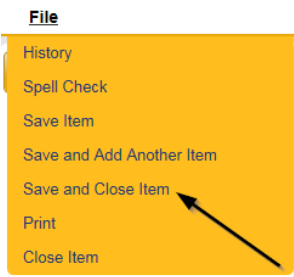 File
History
Spell Check
Save Item
Save and Add Another Item
Save and Close Item
Print
Close Item